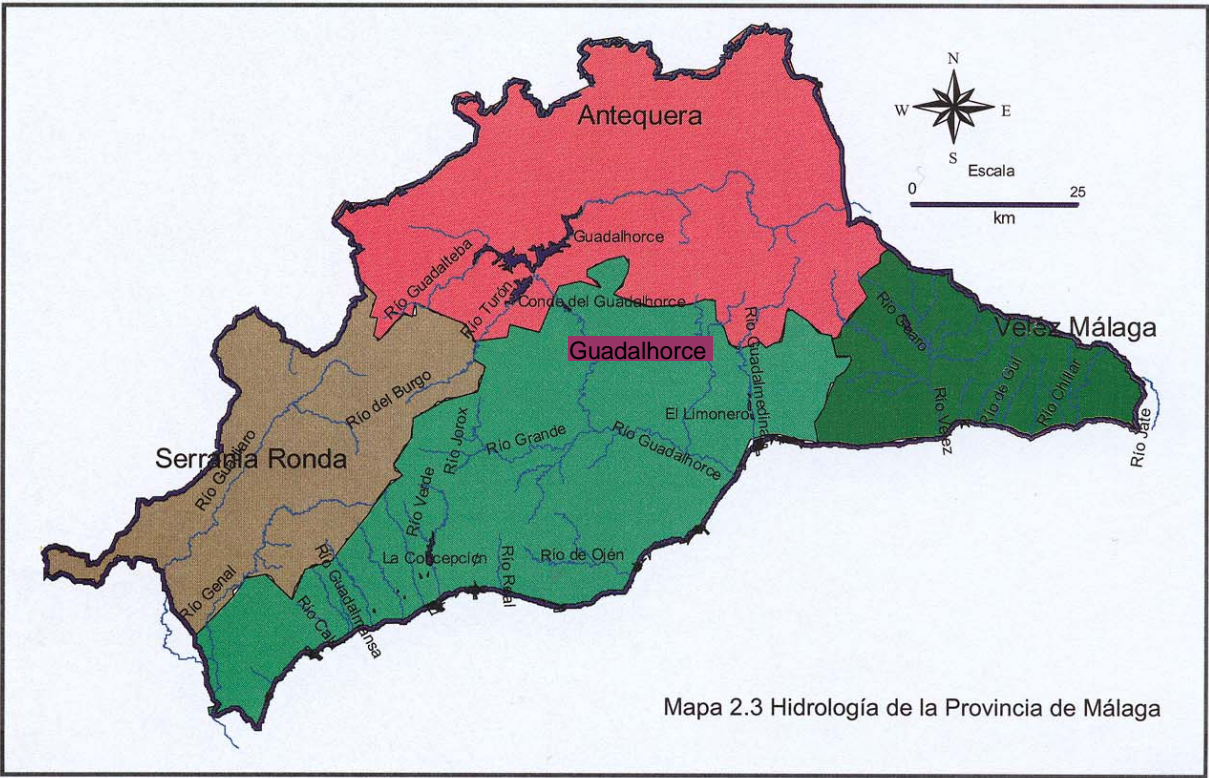 N
W E
S
Escala
0 25
km
Antequera
Guadalhorce
Río Guadalteba
Río Turón
Conde del Guadalhorce
Guadalhorce
Río Guaro
Veléz Málaga
Río Guadalmedina
El Limonero
Río de Gui
Río Chillar
Río Velez
Río Jate
Río del Burgo
Río Jorox
Río Grande
Río Guadalhorce
Serranía Ronda
Río Guadiaro
Río Verde
La Concepción
Río Real
Río de Ojén
Río Genal
Río Guadalmansa
Mapa 2.3 Hidrología de la Provincia de Málaga